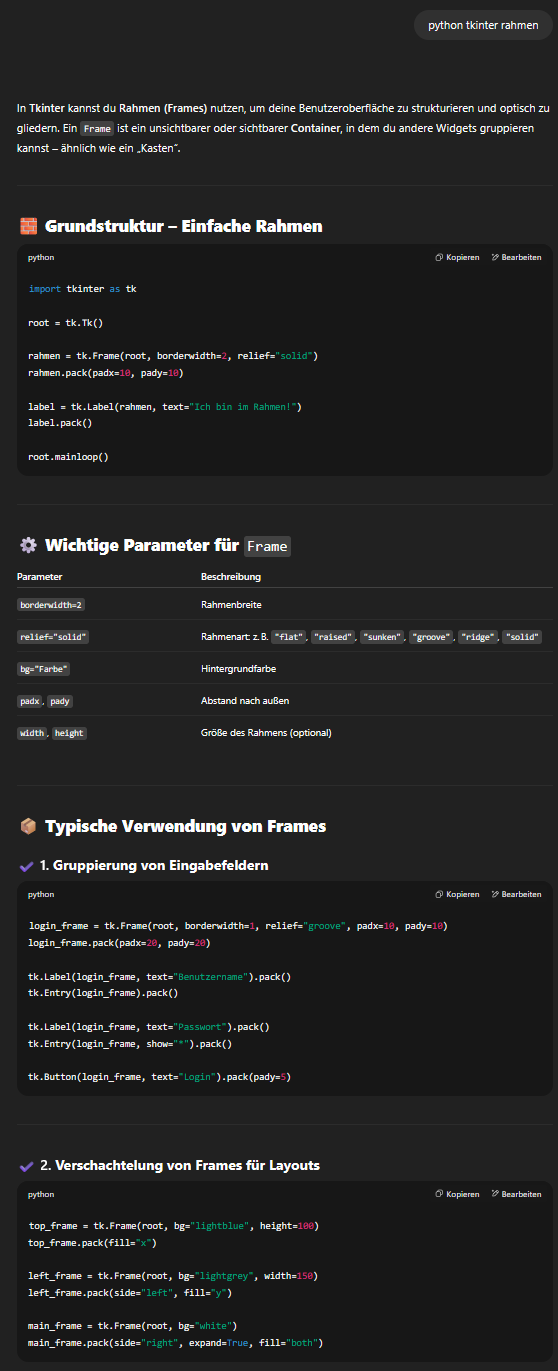 python tkinter rahmen
In Tkinter kannst du Rahmen (Frames) nutzen, um deine Benutzeroberfläche zu strukturieren und optisch zu
gliedern. Ein Frame ist ein unsichtbarer oder sichtbarer Container, in dem du andere Widgets gruppieren
kannst – ähnlich wie ein „Kasten“.
🧱 Grundstruktur – Einfache Rahmen
python Kopieren Bearbeiten
import tkinter as tk
root = tk.Tk()
rahmen = tk.Frame(root, borderwidth=2, relief="solid")
rahmen.pack(padx=10, pady=10)
label = tk.Label(rahmen, text="Ich bin im Rahmen!")
label.pack()
root.mainloop()
⚙️ Wichtige Parameter für Frame
Parameter Beschreibung
borderwidth=2 Rahmenbreite
relief="solid" Rahmenart: z. B. "flat", "raised", "sunken", "groove", "ridge", "solid"
bg="Farbe" Hintergrundfarbe
padx, pady Abstand nach außen
width, height Größe des Rahmens (optional)
📦 Typische Verwendung von Frames
✔️ 1. Gruppierung von Eingabefeldern
python Kopieren Bearbeiten
login_frame = tk.Frame(root, borderwidth=1, relief="groove", padx=10, pady=10)
login_frame.pack(padx=20, pady=20)
tk.Label(login_frame, text="Benutzername").pack()
tk.Entry(login_frame).pack()
tk.Label(login_frame, text="Passwort").pack()
tk.Entry(login_frame, show="*").pack()
tk.Button(login_frame, text="Login").pack(pady=5)
✔️ 2. Verschachtelung von Frames für Layouts
python Kopieren Bearbeiten
top_frame = tk.Frame(root, bg="lightblue", height=100)
top_frame.pack(fill="x")
left_frame = tk.Frame(root, bg="lightgrey", width=150)
left_frame.pack(side="left", fill="y")
main_frame = tk.Frame(root, bg="white")
main_frame.pack(side="right", expand=True, fill="both")